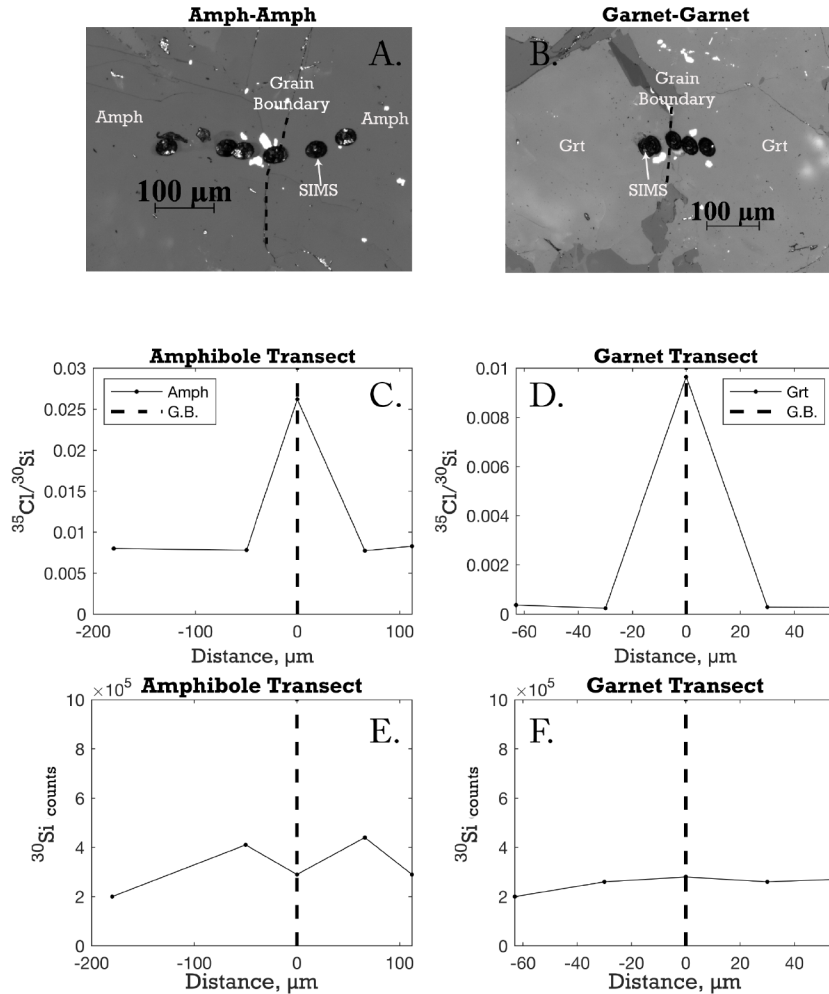 Amph-Amph
A.
Grain
Boundary
Amph
Amph
SIMS
100 µm
Garnet-Garnet
B.
Grain
Boundary
Grt
Grt
SIMS
100 µm
Amphibole Transect
0.03
0.025
0.02
0.015
0.01
0.005
0
³⁵Cl/³⁰Si
Amph
G.B.
C.
-200
-100
0
100
Distance, µm
Garnet Transect
0.01
0.008
0.006
0.004
0.002
0
³⁵Cl/³⁰Si
D.
Grt
G.B.
-60
-40
-20
0
20
40
Distance, µm
Amphibole Transect
×10⁵
10
8
6
4
2
0
³⁰Si counts
E.
-200
-100
0
100
Distance, µm
Garnet Transect
×10⁵
10
8
6
4
2
0
³⁰Si counts
F.
-60
-40
-20
0
20
40
Distance, µm